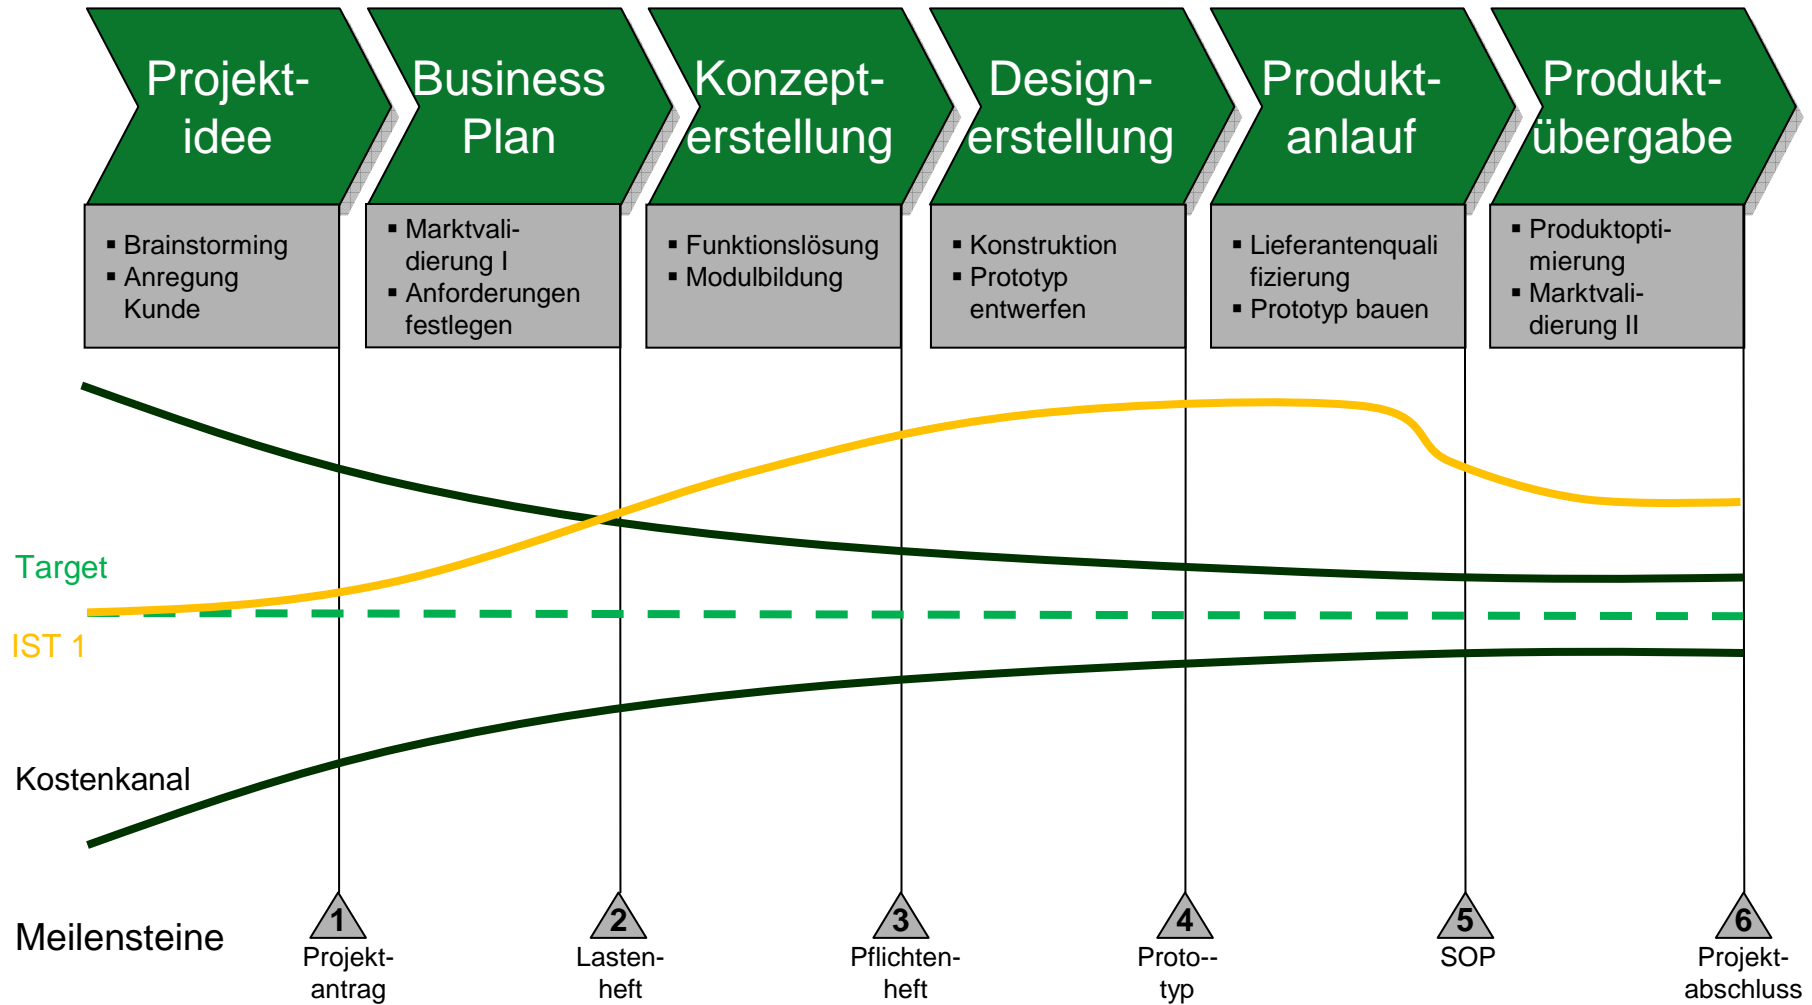 Projekt-
idee
Business
Plan
Konzept-
erstellung
Design-
erstellung
Produkt-
anlauf
Produkt-
übergabe
▪ Brainstorming
▪ Anregung
Kunde
▪ Marktvali-
dierung I
▪ Anforderungen
festlegen
▪ Funktionslösung
▪ Modulbildung
▪ Konstruktion
▪ Prototyp
entwerfen
▪ Lieferantenquali
fizierung
▪ Prototyp bauen
▪ Produktopti-
mierung
▪ Marktvali-
dierung II
Target
IST 1
Kostenkanal
Meilensteine
1
Projekt-
antrag
2
Lasten-
heft
3
Pflichten-
heft
4
Proto--
typ
5
SOP
6
Projekt-
abschluss